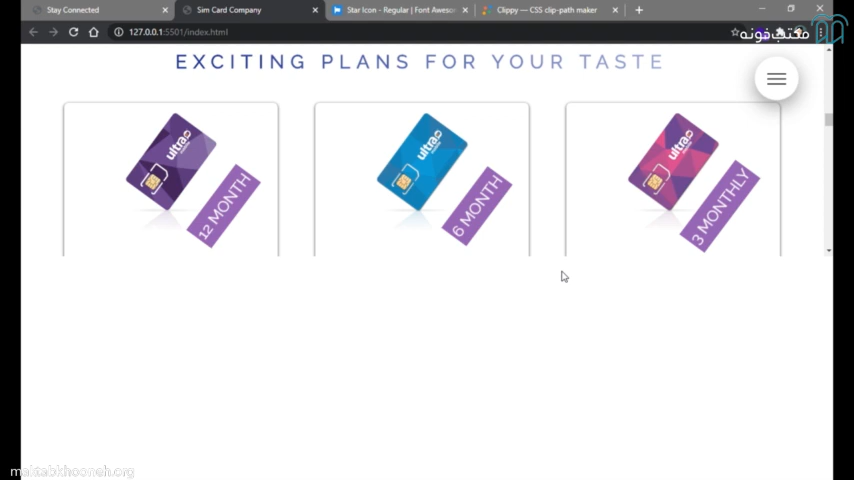 Stay Connected
Sim Card Company
Star Icon - Regular | Font Aweso
Clippy — CSS clip-path maker
127.0.0.1:5501/index.html
مکتب‌خونه
EXCITING PLANS FOR YOUR TASTE
ultra
12 MONTH
ultra
6 MONTH
ultra
3 MONTHLY
maktabkhooneh.org